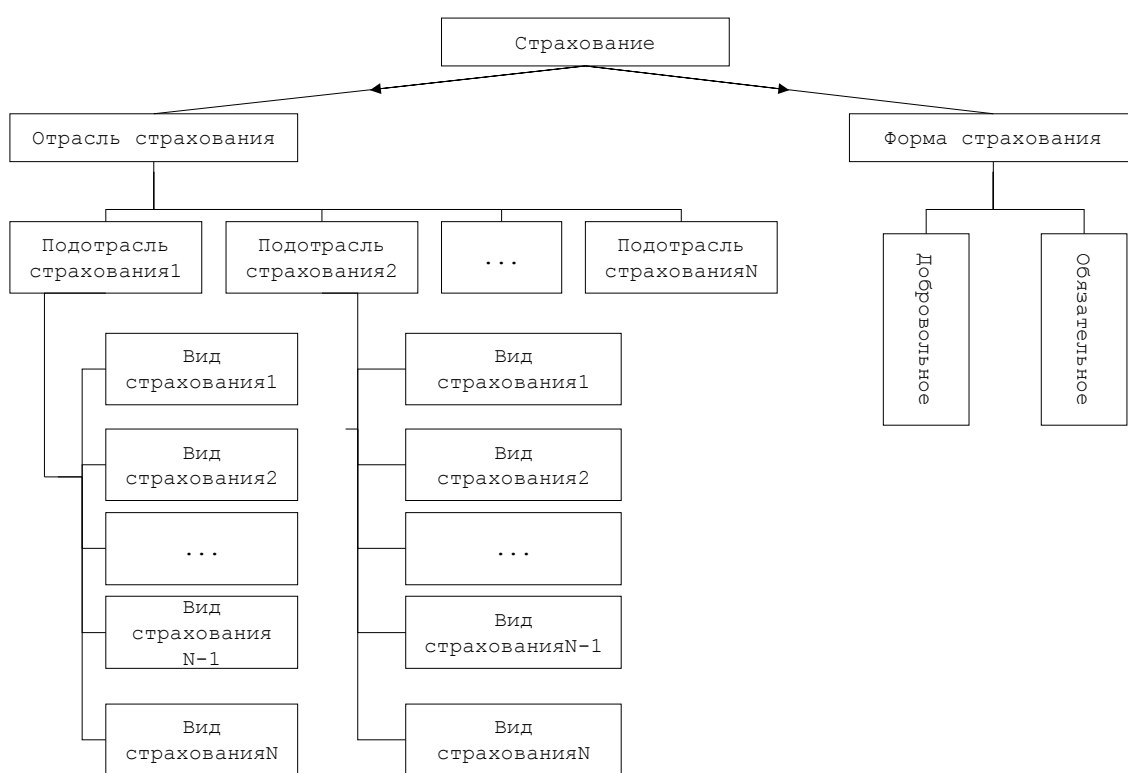 Страхование
Отрасль страхования
Форма страхования
Подотрасль
страхования1
Подотрасль
страхования2
...
Подотрасль
страхованияN
Добровольное
Обязательное
Вид
страхования1
Вид
страхования1
Вид
страхования2
Вид
страхования2
...
...
Вид
страхования
N-1
Вид
страхованияN-1
Вид
страхованияN
Вид
страхованияN